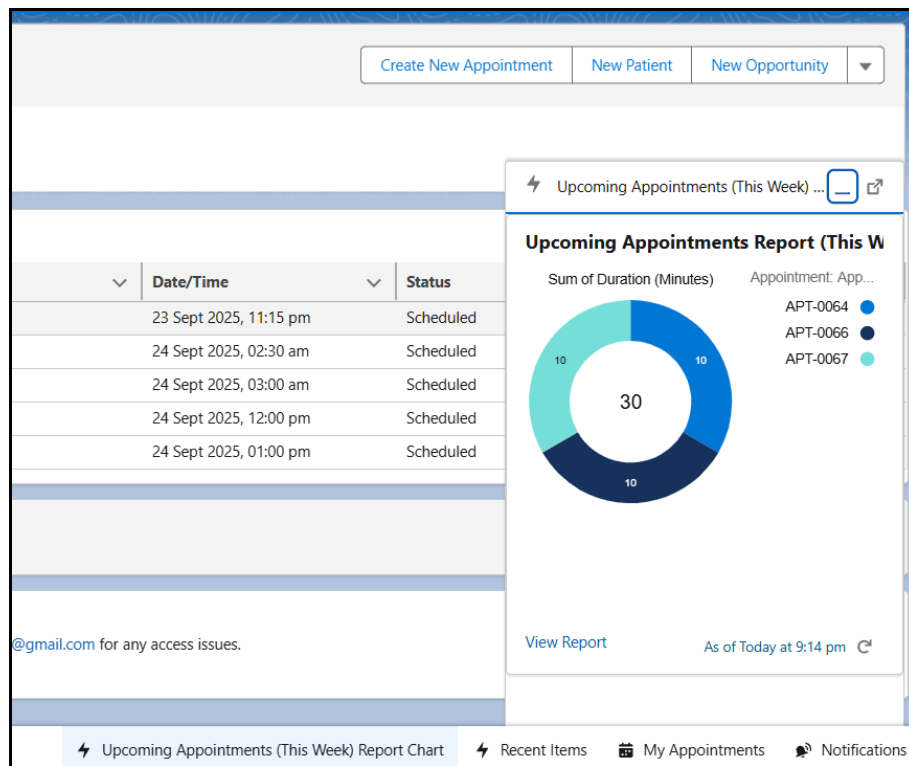 Create New Appointment New Patient New Opportunity
Upcoming Appointments (This Week) ...
Upcoming Appointments Report (This W
Date/Time Status
23 Sept 2025, 11:15 pm Scheduled
24 Sept 2025, 02:30 am Scheduled
24 Sept 2025, 03:00 am Scheduled
24 Sept 2025, 12:00 pm Scheduled
24 Sept 2025, 01:00 pm Scheduled
Sum of Duration (Minutes) Appointment: App...
APT-0064
APT-0066
APT-0067
10 10
30
10
@gmail.com for any access issues.
View Report As of Today at 9:14 pm
Upcoming Appointments (This Week) Report Chart Recent Items My Appointments Notifications